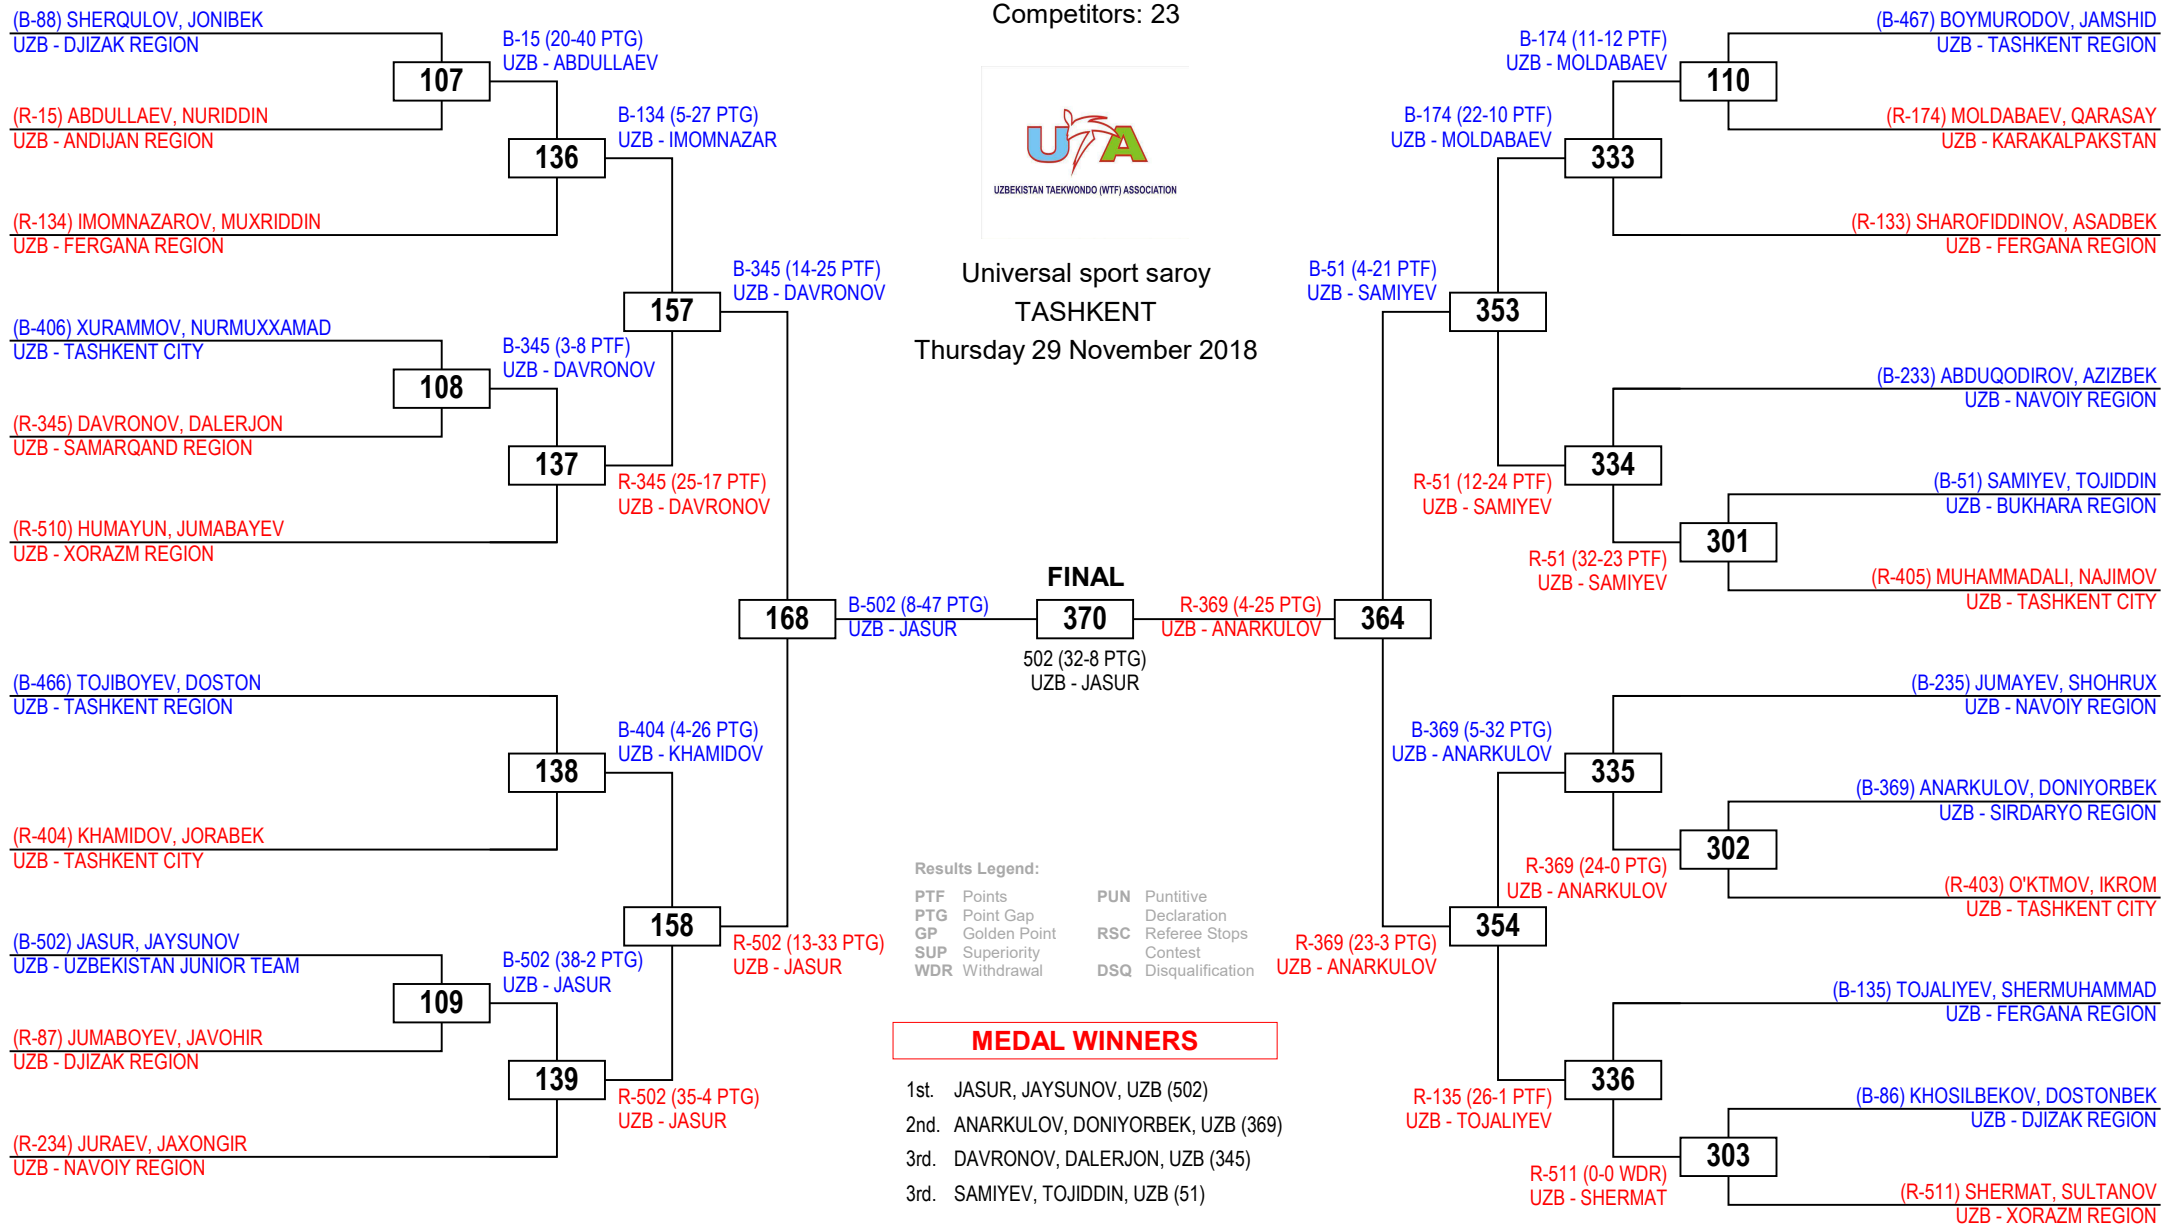 Competitors: 23
UZBEKISTAN TAEKWONDO (WTF) ASSOCIATION
Universal sport saroy
TASHKENT
Thursday 29 November 2018
(B-88) SHERQULOV, JONIBEK
UZB - DJIZAK REGION
107
(R-15) ABDULLAEV, NURIDDIN
UZB - ANDIJAN REGION
B-15 (20-40 PTG)
UZB - ABDULLAEV
136
(R-134) IMOMNAZAROV, MUXRIDDIN
UZB - FERGANA REGION
B-134 (5-27 PTG)
UZB - IMOMNAZAR
157
(B-406) XURAMMOV, NURMUXXAMAD
UZB - TASHKENT CITY
108
(R-345) DAVRONOV, DALERJON
UZB - SAMARQAND REGION
B-345 (3-8 PTF)
UZB - DAVRONOV
137
(R-510) HUMAYUN, JUMABAYEV
UZB - XORAZM REGION
R-345 (25-17 PTF)
UZB - DAVRONOV
B-345 (14-25 PTF)
UZB - DAVRONOV
168
(B-466) TOJIBOYEV, DOSTON
UZB - TASHKENT REGION
138
(R-404) KHAMIDOV, JORABEK
UZB - TASHKENT CITY
B-404 (4-26 PTG)
UZB - KHAMIDOV
158
(B-502) JASUR, JAYSUNOV
UZB - UZBEKISTAN JUNIOR TEAM
109
(R-87) JUMABOYEV, JAVOHIR
UZB - DJIZAK REGION
B-502 (38-2 PTG)
UZB - JASUR
139
(R-234) JURAEV, JAXONGIR
UZB - NAVOIY REGION
R-502 (35-4 PTG)
UZB - JASUR
R-502 (13-33 PTG)
UZB - JASUR
B-502 (8-47 PTG)
UZB - JASUR
FINAL
370
502 (32-8 PTG)
UZB - JASUR
R-369 (4-25 PTG)
UZB - ANARKULOV
364
(B-467) BOYMURODOV, JAMSHID
UZB - TASHKENT REGION
110
(R-174) MOLDABAEV, QARASAY
UZB - KARAKALPAKSTAN
B-174 (11-12 PTF)
UZB - MOLDABAEV
333
(R-133) SHAROFIDDINOV, ASADBEK
UZB - FERGANA REGION
B-174 (22-10 PTF)
UZB - MOLDABAEV
353
B-51 (4-21 PTF)
UZB - SAMIYEV
(B-233) ABDUQODIROV, AZIZBEK
UZB - NAVOIY REGION
334
R-51 (12-24 PTF)
UZB - SAMIYEV
(B-51) SAMIYEV, TOJIDDIN
UZB - BUKHARA REGION
301
R-51 (32-23 PTF)
UZB - SAMIYEV
(R-405) MUHAMMADALI, NAJIMOV
UZB - TASHKENT CITY
(B-235) JUMAYEV, SHOHRUX
UZB - NAVOIY REGION
335
B-369 (5-32 PTG)
UZB - ANARKULOV
(B-369) ANARKULOV, DONIYORBEK
UZB - SIRDARYO REGION
302
R-369 (24-0 PTG)
UZB - ANARKULOV
(R-403) O'KTMOV, IKROM
UZB - TASHKENT CITY
354
R-369 (23-3 PTG)
UZB - ANARKULOV
(B-135) TOJALIYEV, SHERMUHAMMAD
UZB - FERGANA REGION
336
R-135 (26-1 PTF)
UZB - TOJALIYEV
(B-86) KHOSILBEKOV, DOSTONBEK
UZB - DJIZAK REGION
303
R-511 (0-0 WDR)
UZB - SHERMAT
(R-511) SHERMAT, SULTANOV
UZB - XORAZM REGION
Results Legend:
PTF Points
PTG Point Gap
GP Golden Point
SUP Superiority
WDR Withdrawal
PUN Puntitive
Declaration
RSC Referee Stops
Contest
DSQ Disqualification
MEDAL WINNERS
1st. JASUR, JAYSUNOV, UZB (502)
2nd. ANARKULOV, DONIYORBEK, UZB (369)
3rd. DAVRONOV, DALERJON, UZB (345)
3rd. SAMIYEV, TOJIDDIN, UZB (51)